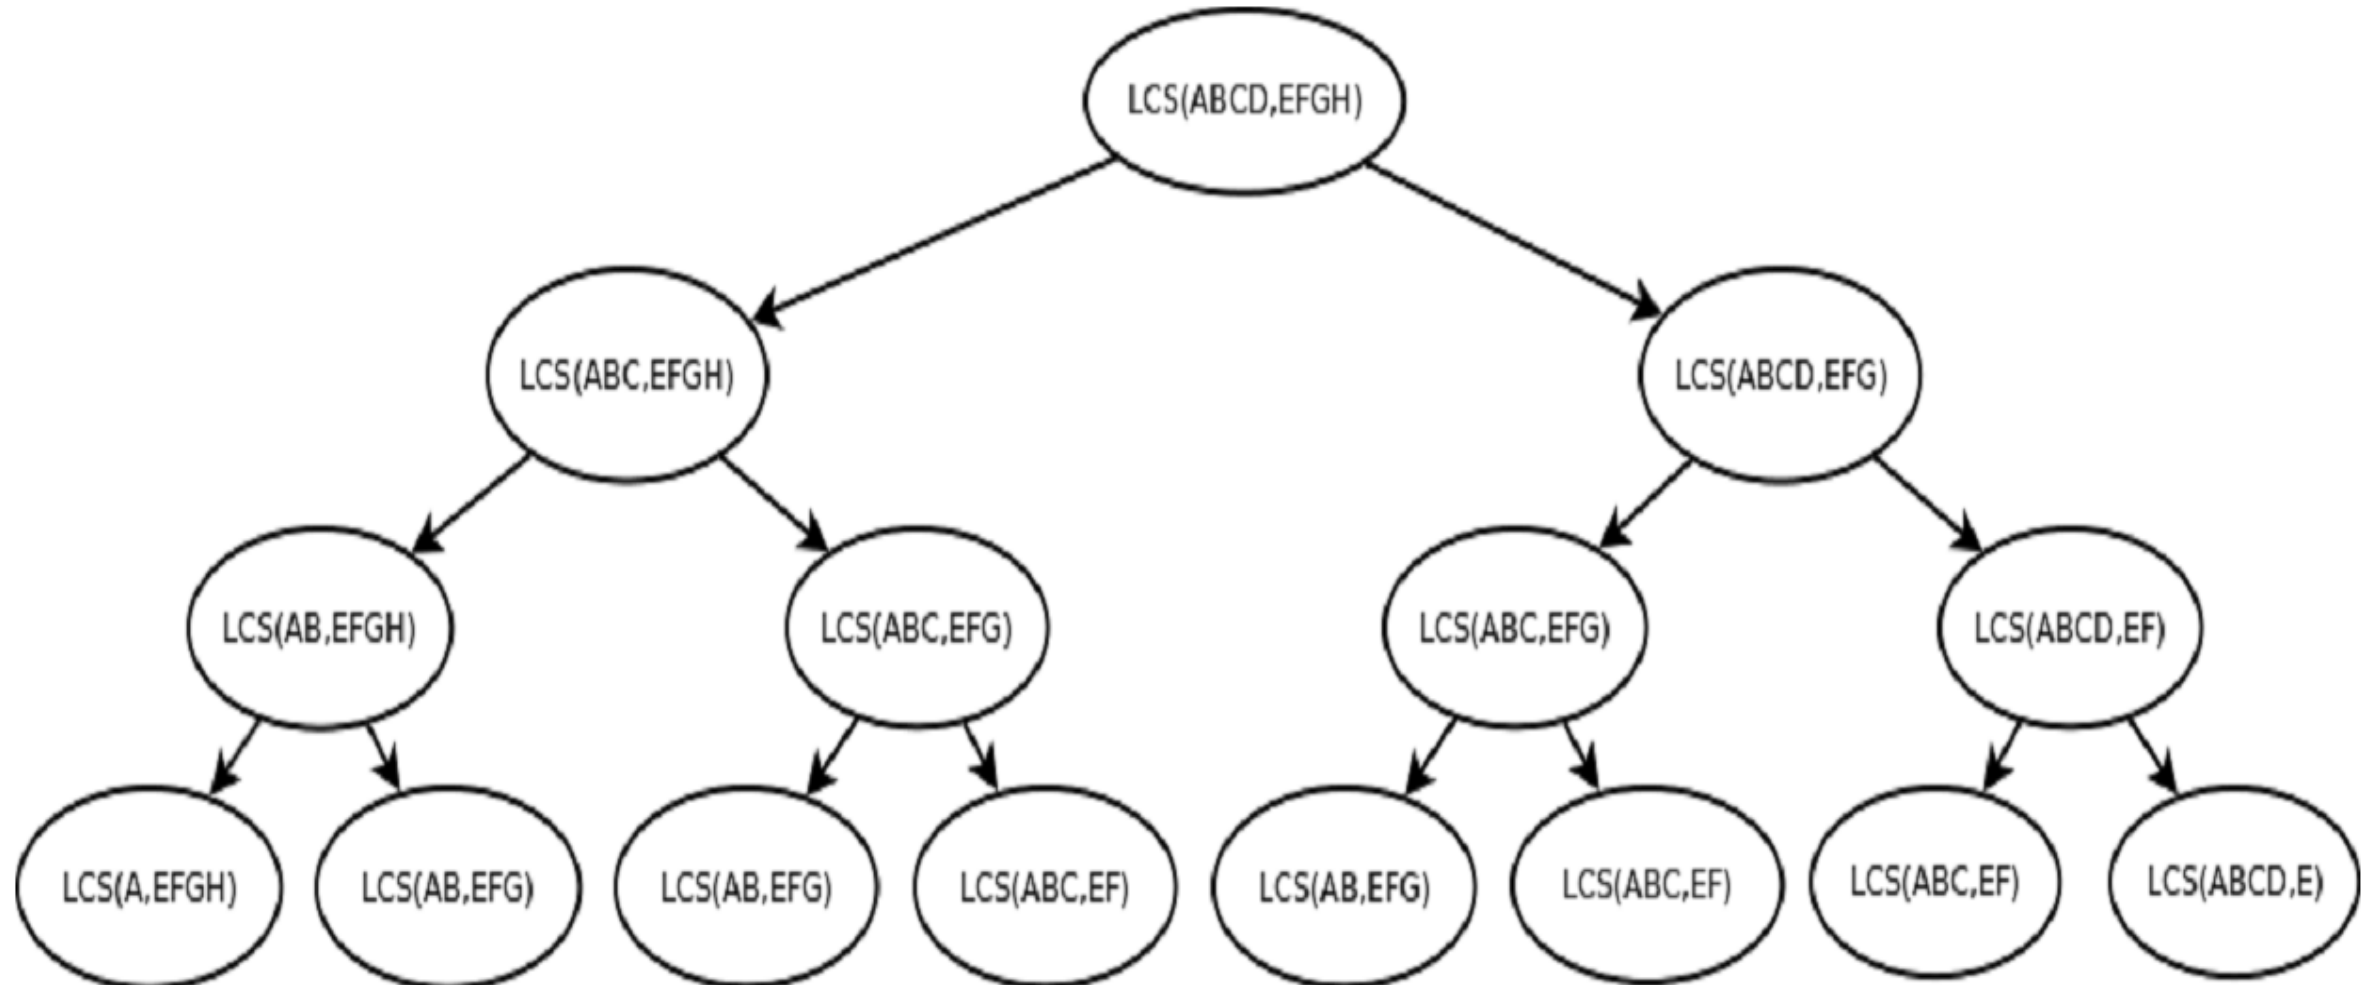 LCS(ABCD,EFGH)
LCS(ABC,EFGH)
LCS(ABCD,EFG)
LCS(AB,EFGH)
LCS(ABC,EFG)
LCS(ABC,EFG)
LCS(ABCD,EF)
LCS(A,EFGH)
LCS(AB,EFG)
LCS(AB,EFG)
LCS(ABC,EF)
LCS(AB,EFG)
LCS(ABC,EF)
LCS(ABC,EF)
LCS(ABCD,E)